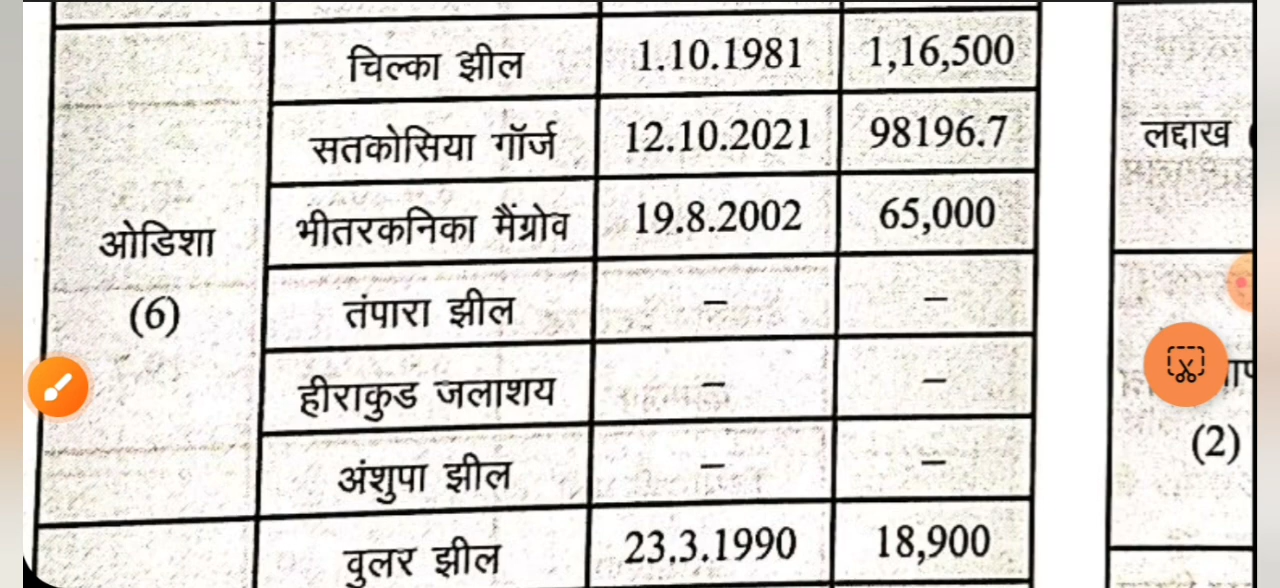 चिल्का झील 1.10.1981 1,16,500
सतकोसिया गॉर्ज 12.10.2021 98196.7
लद्दाख
भीतरकनिका मैंग्रोव 19.8.2002 65,000
ओडिशा
(6)
तंपारा झील – –
हीराकुड जलाशय – –
(2)
अंशुपा झील – –
वुलर झील 23.3.1990 18,900